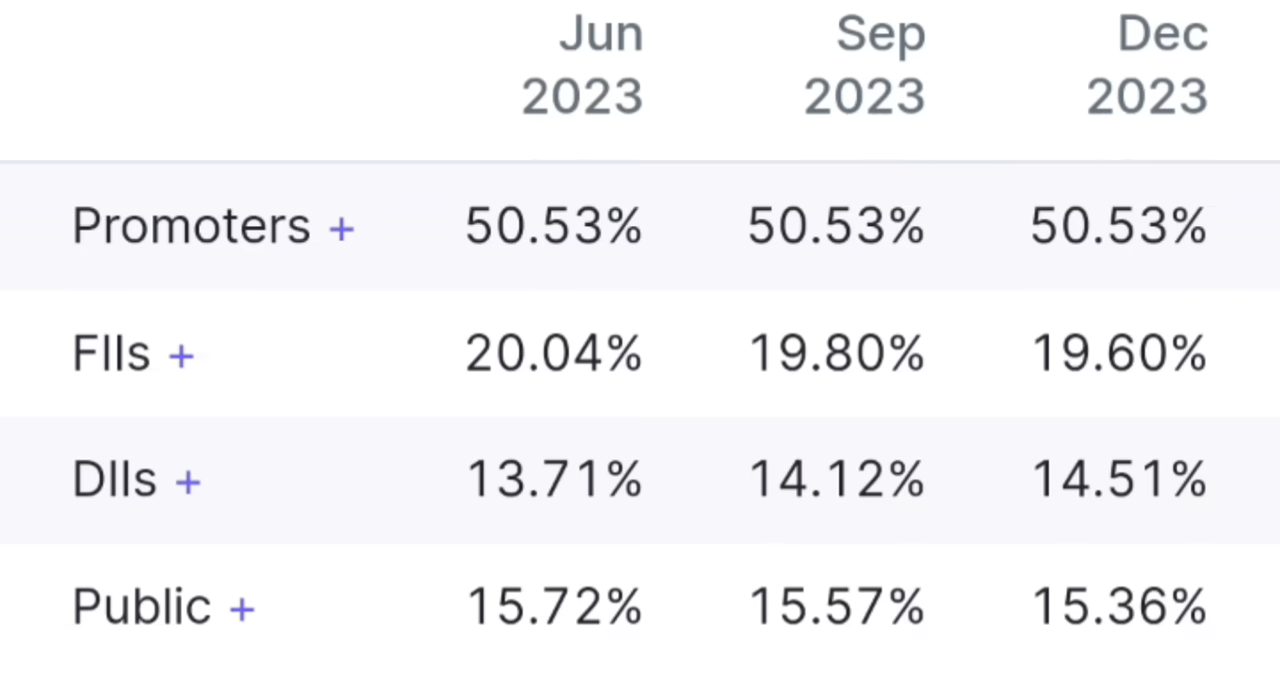 Jun Sep Dec
2023 2023 2023
Promoters + 50.53% 50.53% 50.53%
FIIs + 20.04% 19.80% 19.60%
DIIs + 13.71% 14.12% 14.51%
Public + 15.72% 15.57% 15.36%